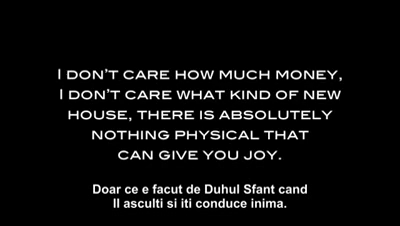 I DON'T CARE HOW MUCH MONEY,
I DON'T CARE WHAT KIND OF NEW
HOUSE, THERE IS ABSOLUTELY
NOTHING PHYSICAL THAT
CAN GIVE YOU JOY.
Doar ce e facut de Duhul Sfant cand
Il asculti si iti conduce inima.